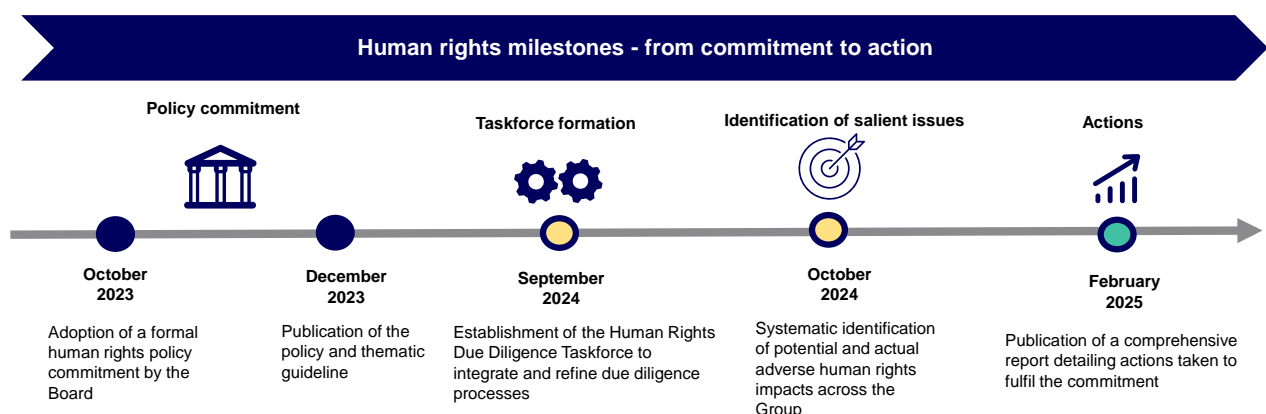 Human rights milestones - from commitment to action
Policy commitment
Taskforce formation
Identification of salient issues
Actions
October
2023
December
2023
September
2024
October
2024
February
2025
Adoption of a formal
human rights policy
commitment by the
Board
Publication of the
policy and thematic
guideline
Establishment of the Human Rights
Due Diligence Taskforce to
integrate and refine due diligence
processes
Systematic identification
of potential and actual
adverse human rights
impacts across the
Group
Publication of a comprehensive
report detailing actions taken to
fulfil the commitment